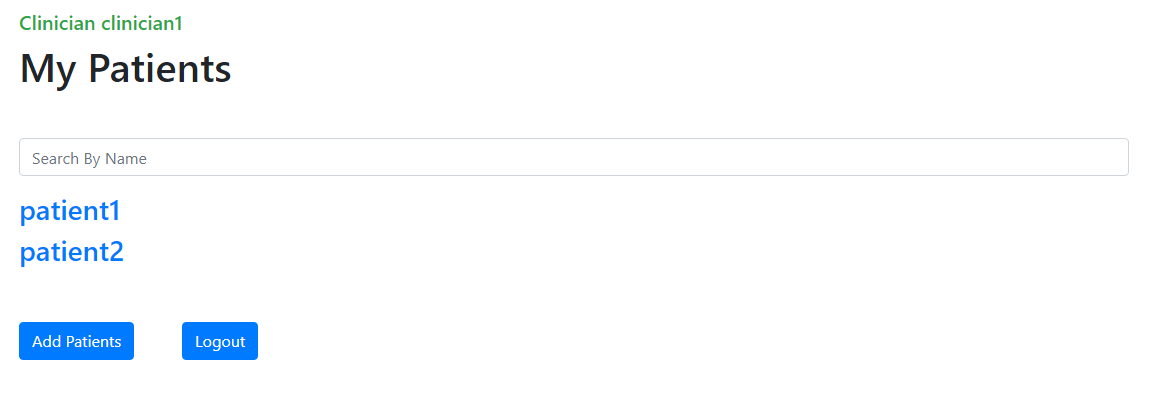 Clinician clinician1
My Patients
Search By Name
patient1
patient2
Add Patients
Logout